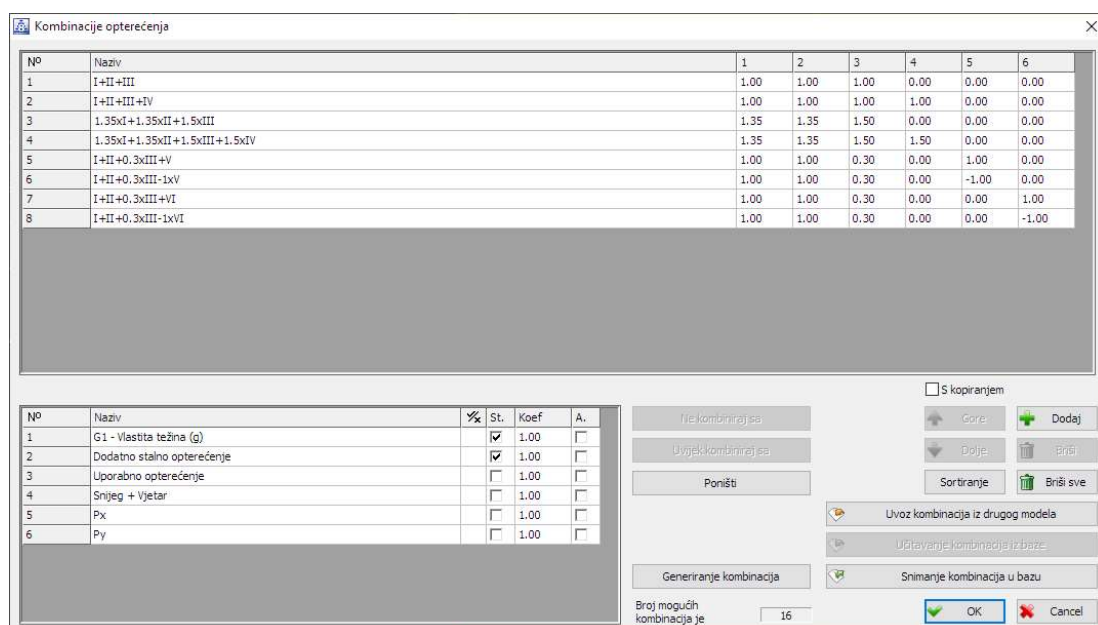 Kombinacije opterećenja
Nº Naziv 1 2 3 4 5 6
1 I+II+III 1.00 1.00 1.00 0.00 0.00 0.00
2 I+II+III+IV 1.00 1.00 1.00 1.00 0.00 0.00
3 1.35xI+1.35xII+1.5xIII 1.35 1.35 1.50 0.00 0.00 0.00
4 1.35xI+1.35xII+1.5xIII+1.5xIV 1.35 1.35 1.50 1.50 0.00 0.00
5 I+II+0.3xIII+V 1.00 1.00 0.30 0.00 1.00 0.00
6 I+II+0.3xIII-1xV 1.00 1.00 0.30 0.00 -1.00 0.00
7 I+II+0.3xIII+VI 1.00 1.00 0.30 0.00 0.00 1.00
8 I+II+0.3xIII-1xVI 1.00 1.00 0.30 0.00 0.00 -1.00
S kopiranjem
Nº Naziv St. Koef A.
1 G1 - Vlastita težina (g) 1.00
2 Dodatno stalno opterećenje 1.00
3 Uporabno opterećenje 1.00
4 Snijeg + Vjetar 1.00
5 Px 1.00
6 Py 1.00
Ne kombiniraj sa
Gore
Dodaj
Uvijek kombiniraj sa
Dolje
Briši
Poništi
Sortiranje
Briši sve
Uvoz kombinacija iz drugog modela
Učitavanje kombinacija iz baze
Generiranje kombinacija
Snimanje kombinacija u bazu
Broj mogućih
kombinacija je 16
OK
Cancel